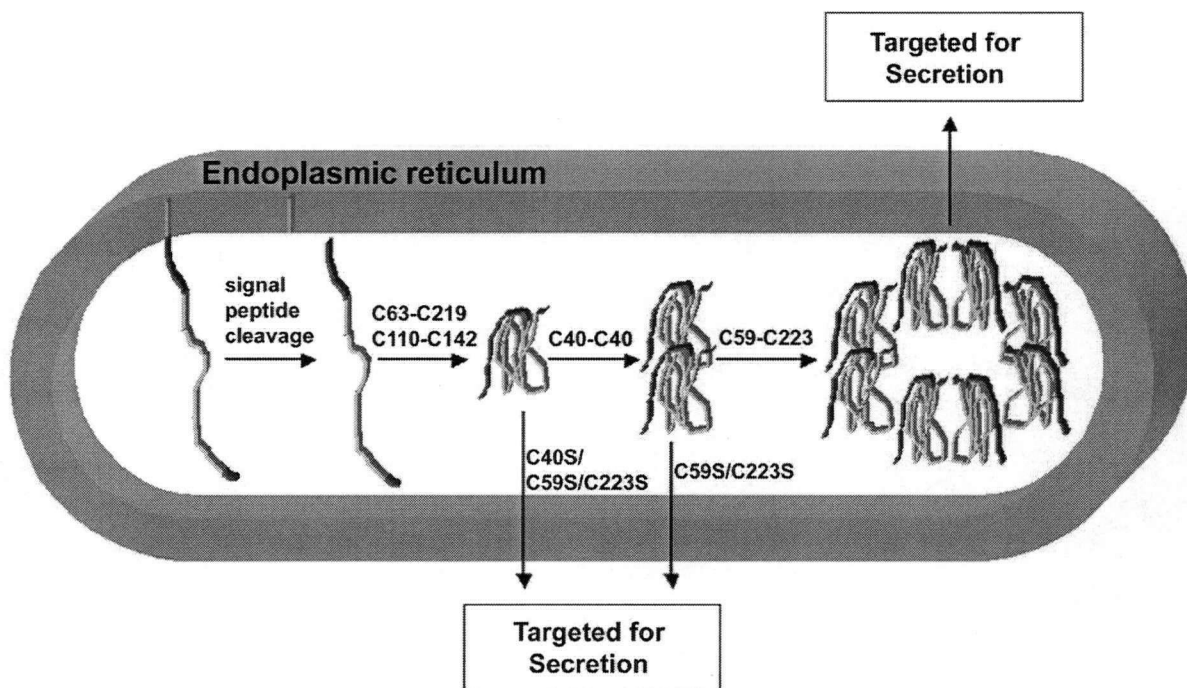 Targeted for
Secretion
Endoplasmic reticulum
signal
peptide
cleavage
C63-C219
C110-C142
C40-C40
C59-C223
C40S/
C59S/C223S
C59S/C223S
Targeted for
Secretion